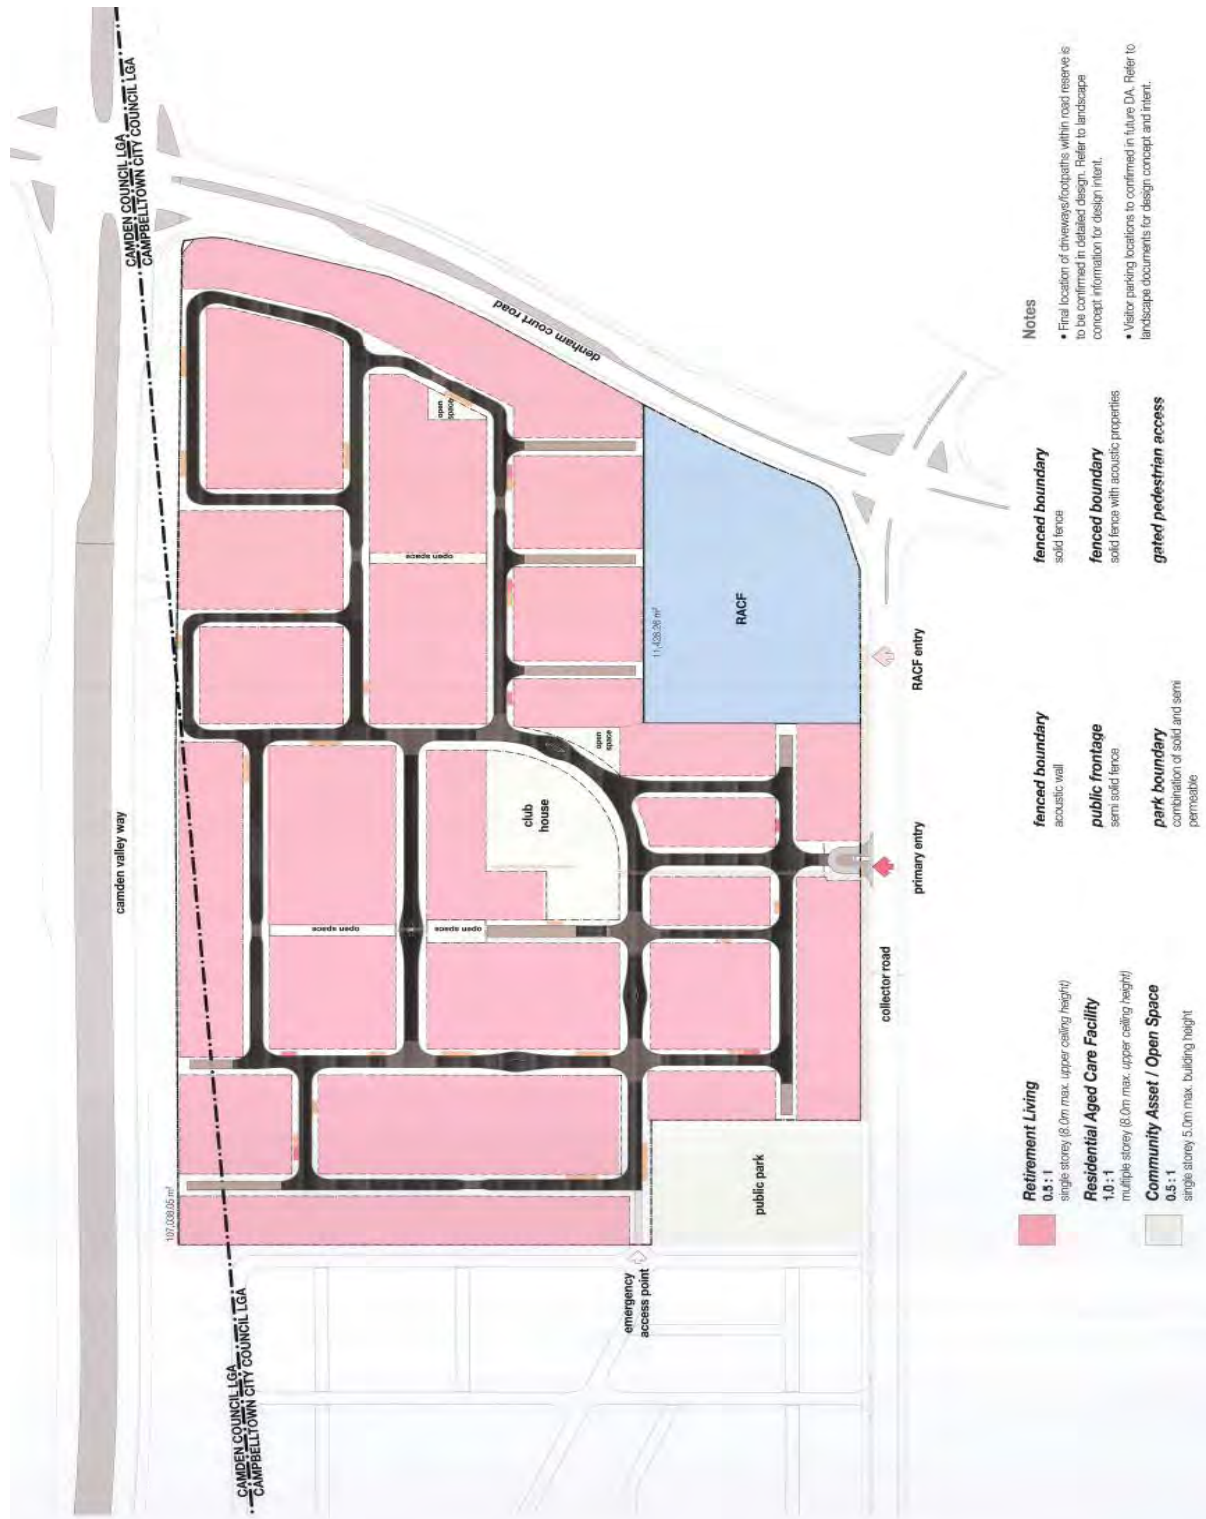 CAMDEN COUNCIL LGA
CAMPBELLTOWN CITY COUNCIL LGA
CAMDEN COUNCIL LGA
CAMPBELLTOWN CITY COUNCIL LGA
camden valley way
denham court road
107,038.05 m²
open
space
open space
open space
open space
club
house
open
space
11,428.26 m²
RACF
public park
emergency
access point
collector road
primary entry
RACF entry
Retirement Living
0.5 : 1
single storey (8.0m max. upper ceiling height)
Residential Aged Care Facility
1.0 : 1
multiple storey (8.0m max. upper ceiling height)
Community Asset / Open Space
0.5 : 1
single storey 5.0m max. building height
fenced boundary
acoustic wall
public frontage
semi solid fence
park boundary
combination of solid and semi
permeable
fenced boundary
solid fence
fenced boundary
solid fence with acoustic properties
gated pedestrian access
Notes
• Final location of driveways/footpaths within road reserve is
to be confirmed in detailed design. Refer to landscape
concept information for design intent.
• Visitor parking locations to confirmed in future DA. Refer to
landscape documents for design concept and intent.